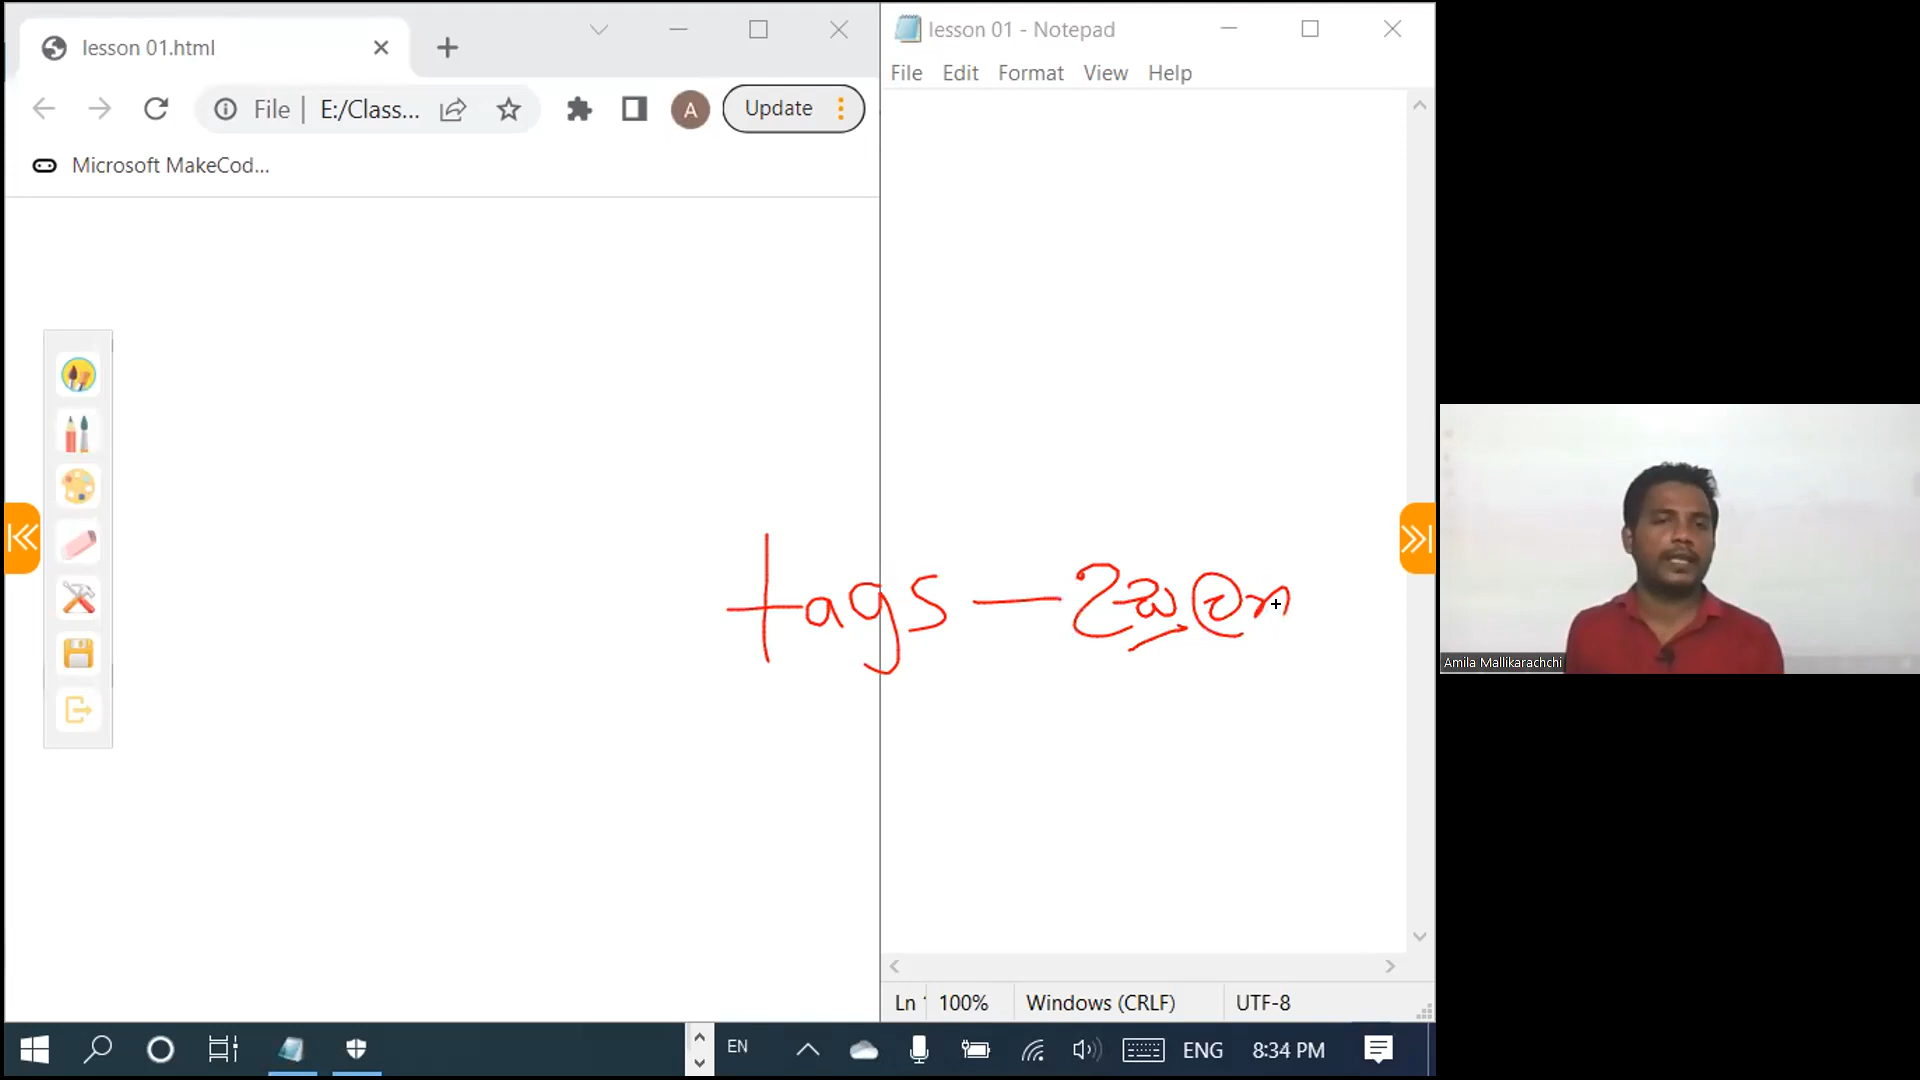 lesson 01.html
lesson 01 - Notepad
File Edit Format View Help
File E:/Class... A Update
Microsoft MakeCod...
tags —
Amila Mallikarachchi
Ln 100% Windows (CRLF) UTF-8
EN ENG 8:34 PM